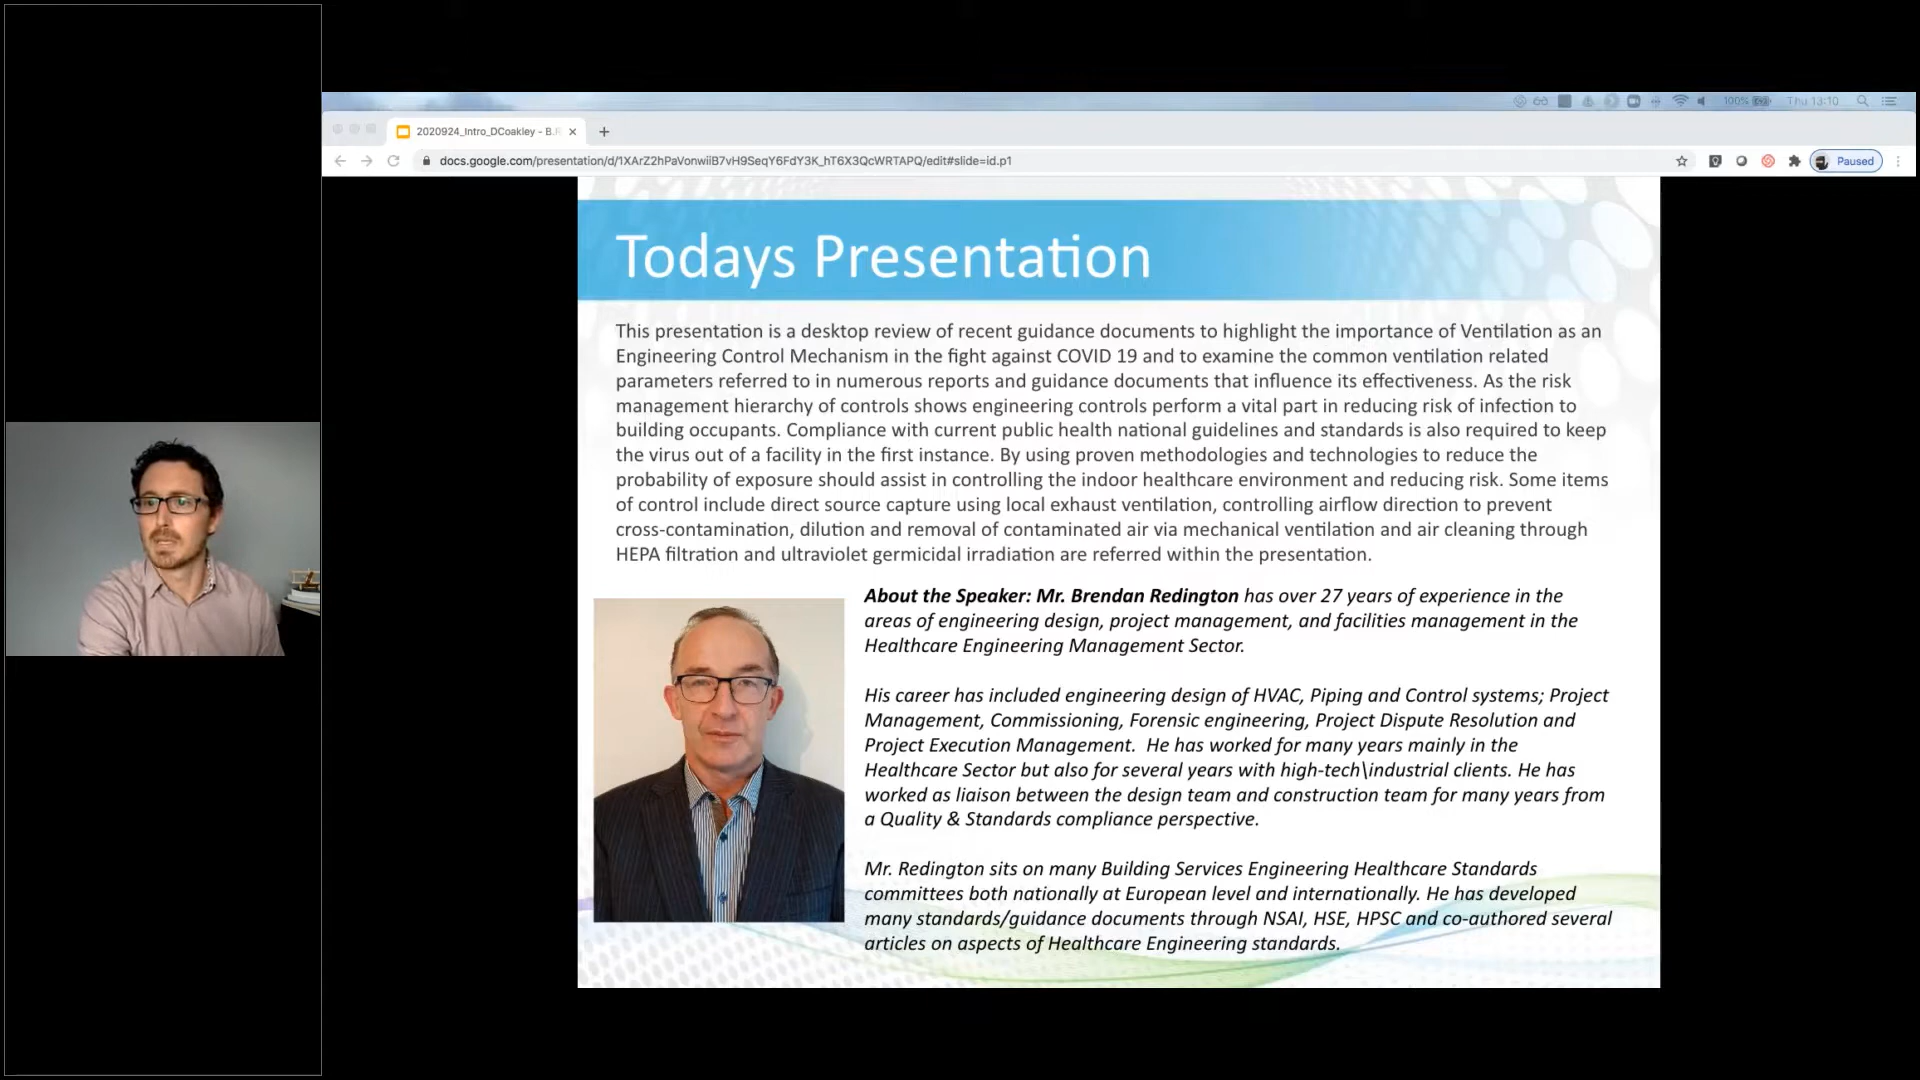 100%
Thu 13:10
2020924_Intro_DCoakley - B.R
docs.google.com/presentation/d/1XArZ2hPaVonwiiB7vH9SeqY6FdY3K_hT6X3QcWRTAPQ/edit#slide=id.p1
Paused
Todays Presentation
This presentation is a desktop review of recent guidance documents to highlight the importance of Ventilation as an
Engineering Control Mechanism in the fight against COVID 19 and to examine the common ventilation related
parameters referred to in numerous reports and guidance documents that influence its effectiveness. As the risk
management hierarchy of controls shows engineering controls perform a vital part in reducing risk of infection to
building occupants. Compliance with current public health national guidelines and standards is also required to keep
the virus out of a facility in the first instance. By using proven methodologies and technologies to reduce the
probability of exposure should assist in controlling the indoor healthcare environment and reducing risk. Some items
of control include direct source capture using local exhaust ventilation, controlling airflow direction to prevent
cross-contamination, dilution and removal of contaminated air via mechanical ventilation and air cleaning through
HEPA filtration and ultraviolet germicidal irradiation are referred within the presentation.
About the Speaker: Mr. Brendan Redington has over 27 years of experience in the
areas of engineering design, project management, and facilities management in the
Healthcare Engineering Management Sector.
His career has included engineering design of HVAC, Piping and Control systems; Project
Management, Commissioning, Forensic engineering, Project Dispute Resolution and
Project Execution Management. He has worked for many years mainly in the
Healthcare Sector but also for several years with high-tech\industrial clients. He has
worked as liaison between the design team and construction team for many years from
a Quality & Standards compliance perspective.
Mr. Redington sits on many Building Services Engineering Healthcare Standards
committees both nationally at European level and internationally. He has developed
many standards/guidance documents through NSAI, HSE, HPSC and co-authored several
articles on aspects of Healthcare Engineering standards.